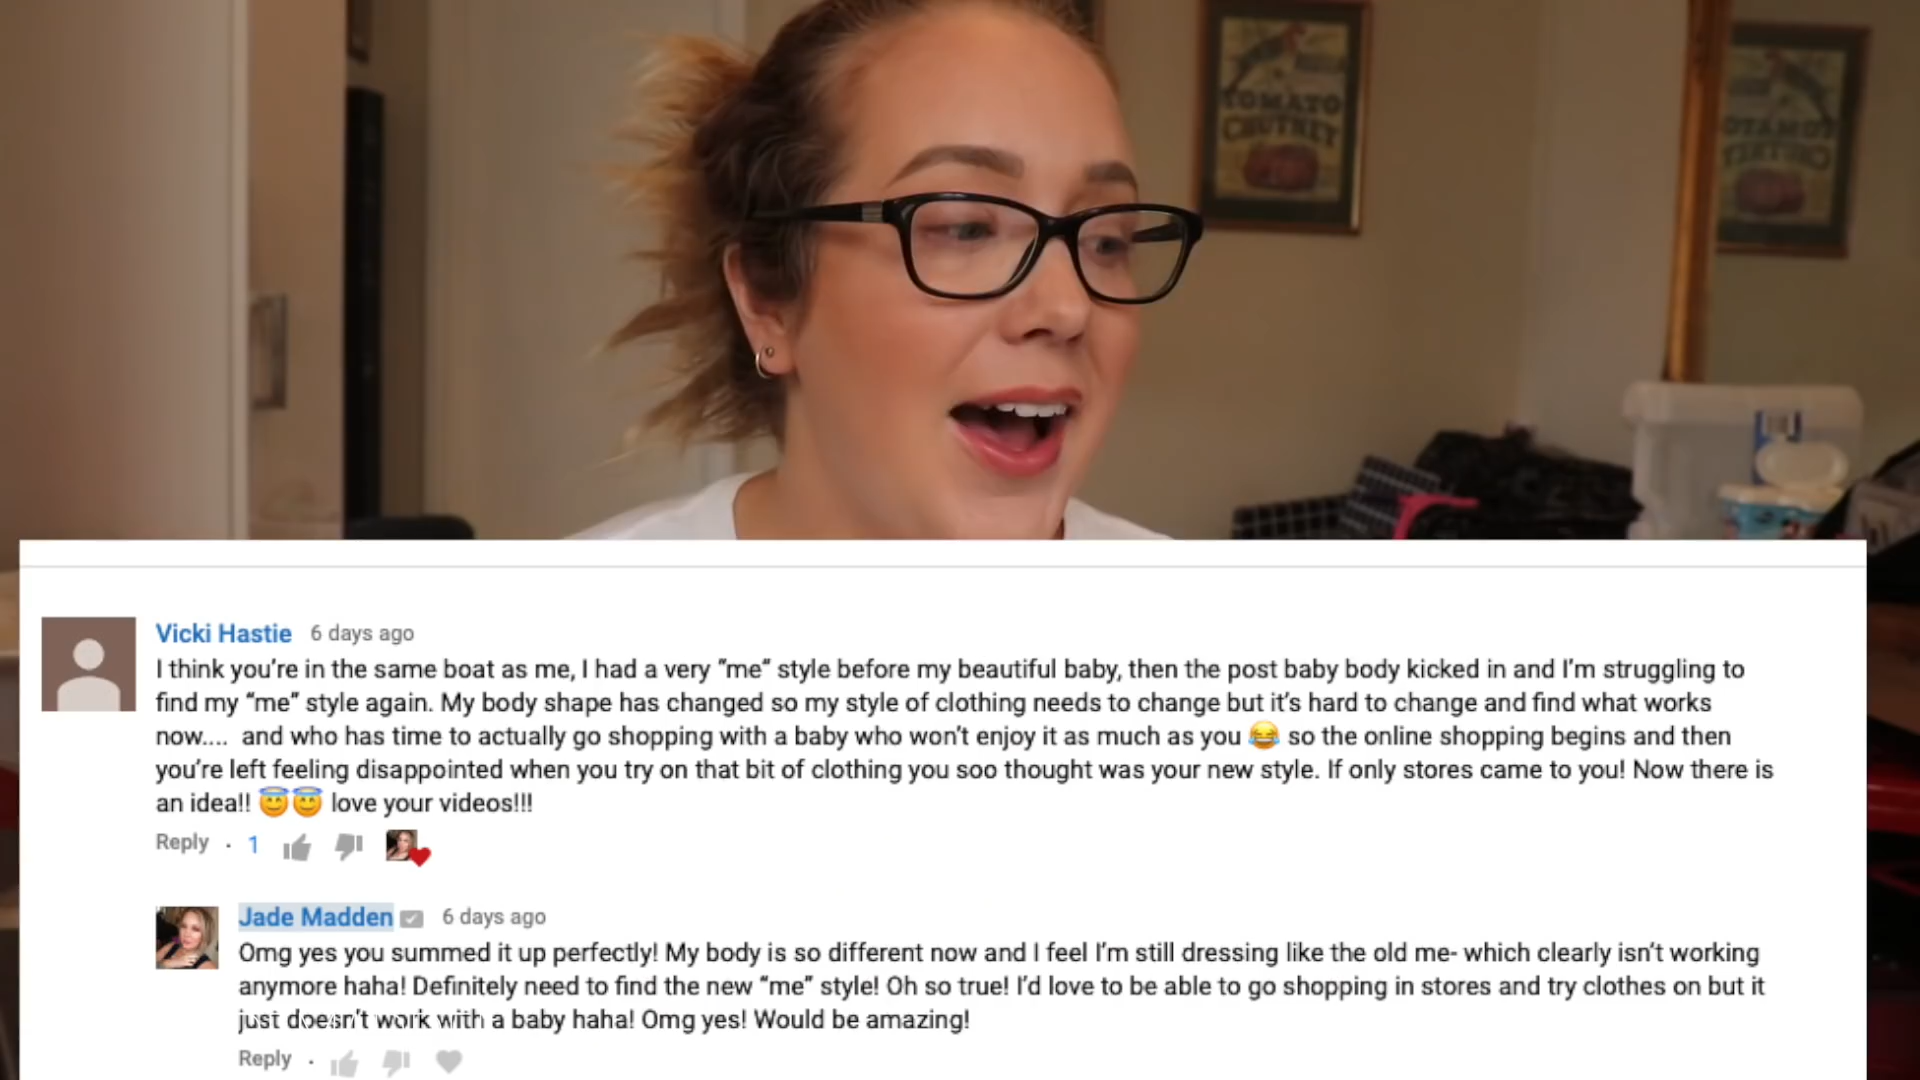 TOMATO
CHUTNEY
Vicki Hastie 6 days ago
I think you're in the same boat as me, I had a very "me" style before my beautiful baby, then the post baby body kicked in and I'm struggling to
find my "me" style again. My body shape has changed so my style of clothing needs to change but it's hard to change and find what works
now.... and who has time to actually go shopping with a baby who won't enjoy it as much as you 😂 so the online shopping begins and then
you're left feeling disappointed when you try on that bit of clothing you soo thought was your new style. If only stores came to you! Now there is
an idea!! 😇😇 love your videos!!!
Reply · 1
Jade Madden 6 days ago
Omg yes you summed it up perfectly! My body is so different now and I feel I'm still dressing like the old me- which clearly isn't working
anymore haha! Definitely need to find the new "me" style! Oh so true! I'd love to be able to go shopping in stores and try clothes on but it
just doesn't work with a baby haha! Omg yes! Would be amazing!
Reply ·